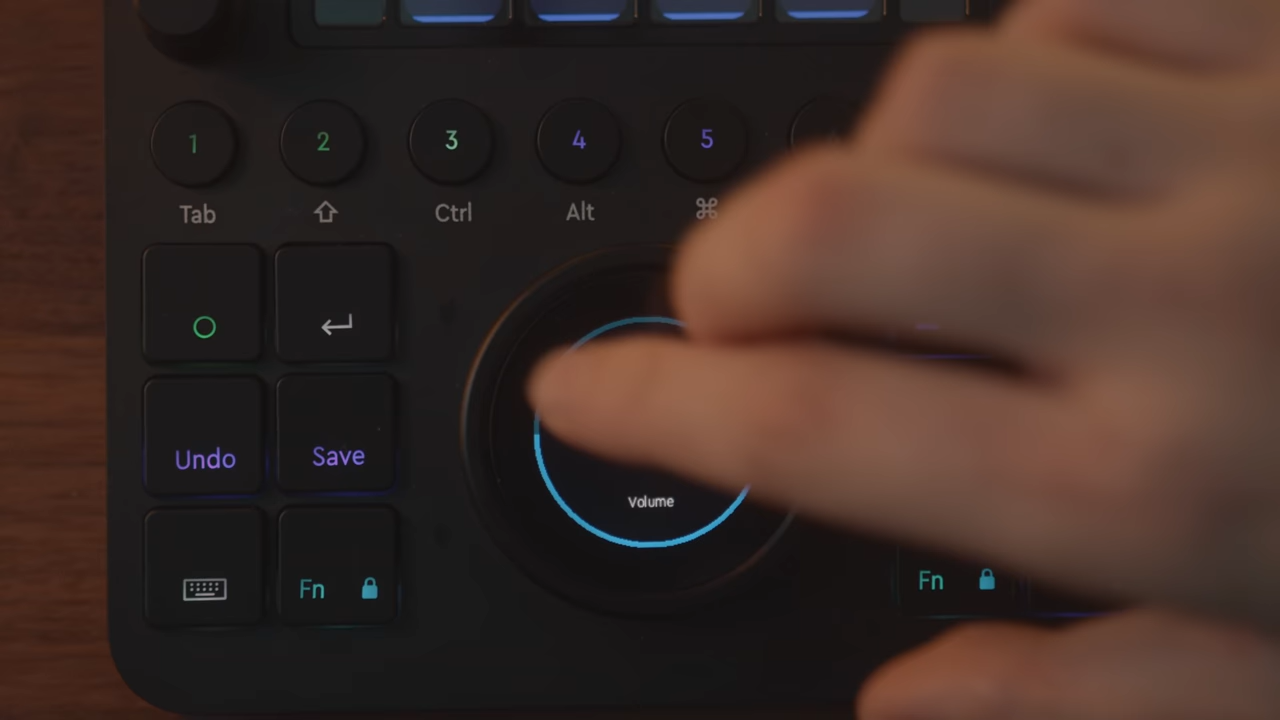 1 2 3 4 5
Tab ⇧ Ctrl Alt ⌘
Undo Save
Volume
Fn Fn